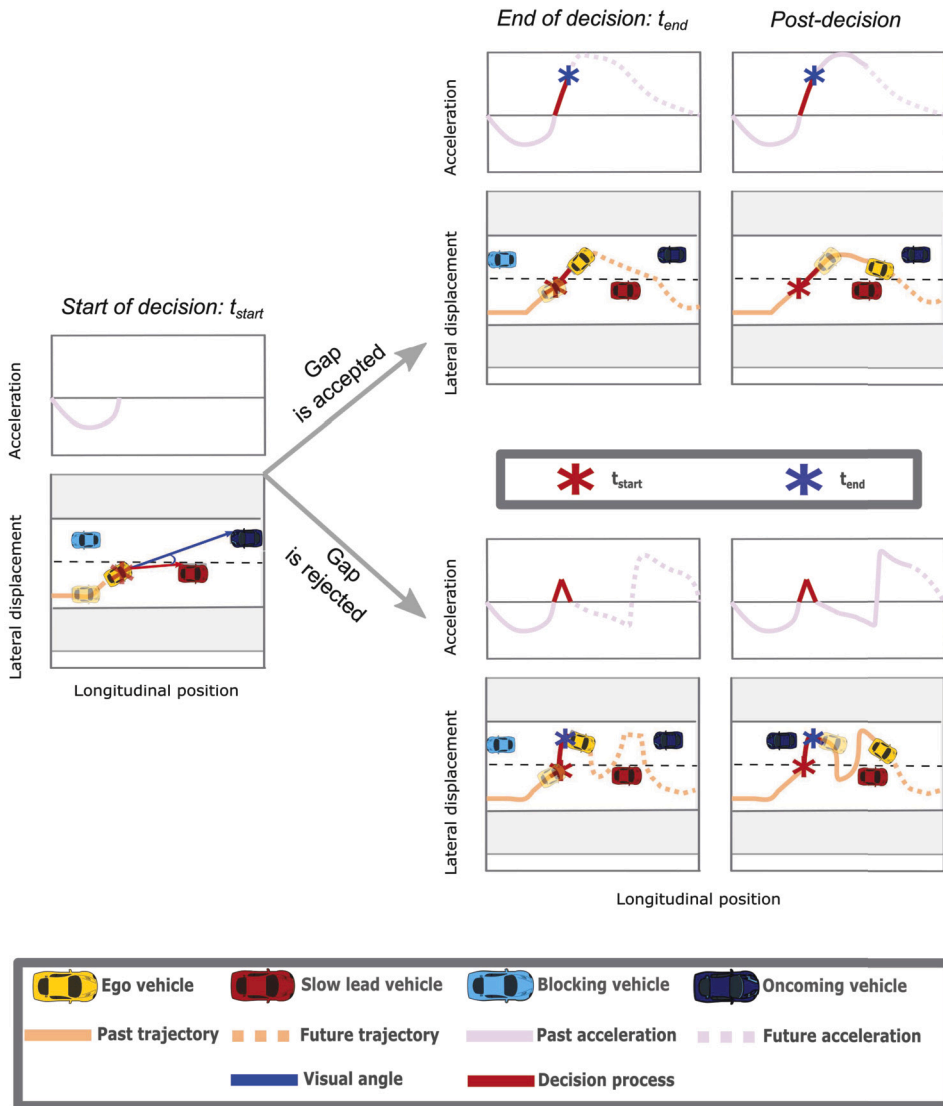 End of decision: tend
Post-decision
Acceleration
Lateral displacement
Start of decision: tstart
Acceleration
Lateral displacement
Longitudinal position
Gap
is accepted
Gap
is rejected
tstart
tend
Acceleration
Lateral displacement
Longitudinal position
Ego vehicle
Slow lead vehicle
Blocking vehicle
Oncoming vehicle
Past trajectory
Future trajectory
Past acceleration
Future acceleration
Visual angle
Decision process